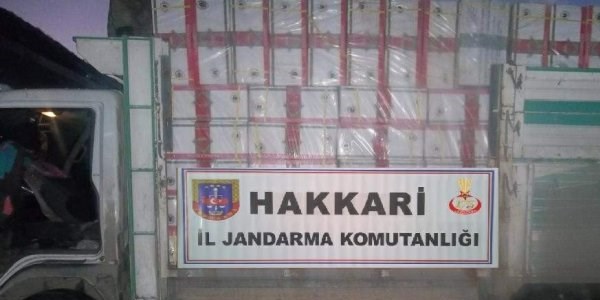 HAKKARİ
İL JANDARMA KOMUTANLIĞI